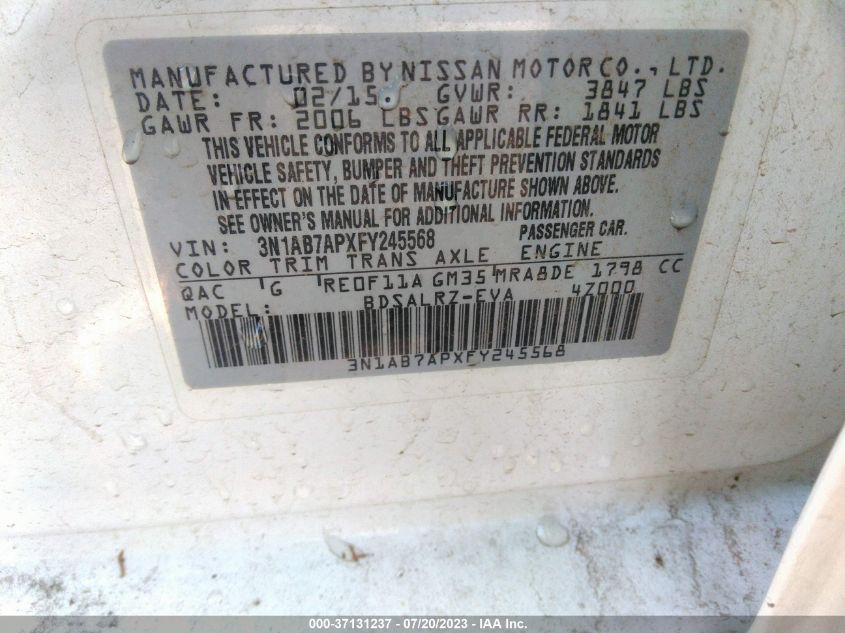 MANUFACTURED BY NISSAN MOTOR CO., LTD.
DATE: 02/15 GVWR: 3847 LBS
GAWR FR: 2006 LBS GAWR RR: 1841 LBS
THIS VEHICLE CONFORMS TO ALL APPLICABLE FEDERAL MOTOR
VEHICLE SAFETY, BUMPER AND THEFT PREVENTION STANDARDS
IN EFFECT ON THE DATE OF MANUFACTURE SHOWN ABOVE.
SEE OWNER'S MANUAL FOR ADDITIONAL INFORMATION.
VIN: 3N1AB7APXFY245568 PASSENGER CAR.
COLOR TRIM TRANS AXLE ENGINE
QAC G RE0F11A GM35 MRA8DE 1798 CC
MODEL: BDSALRZ-EVA 47000
3N1AB7APXFY245568
000-37131237 - 07/20/2023 - IAA Inc.